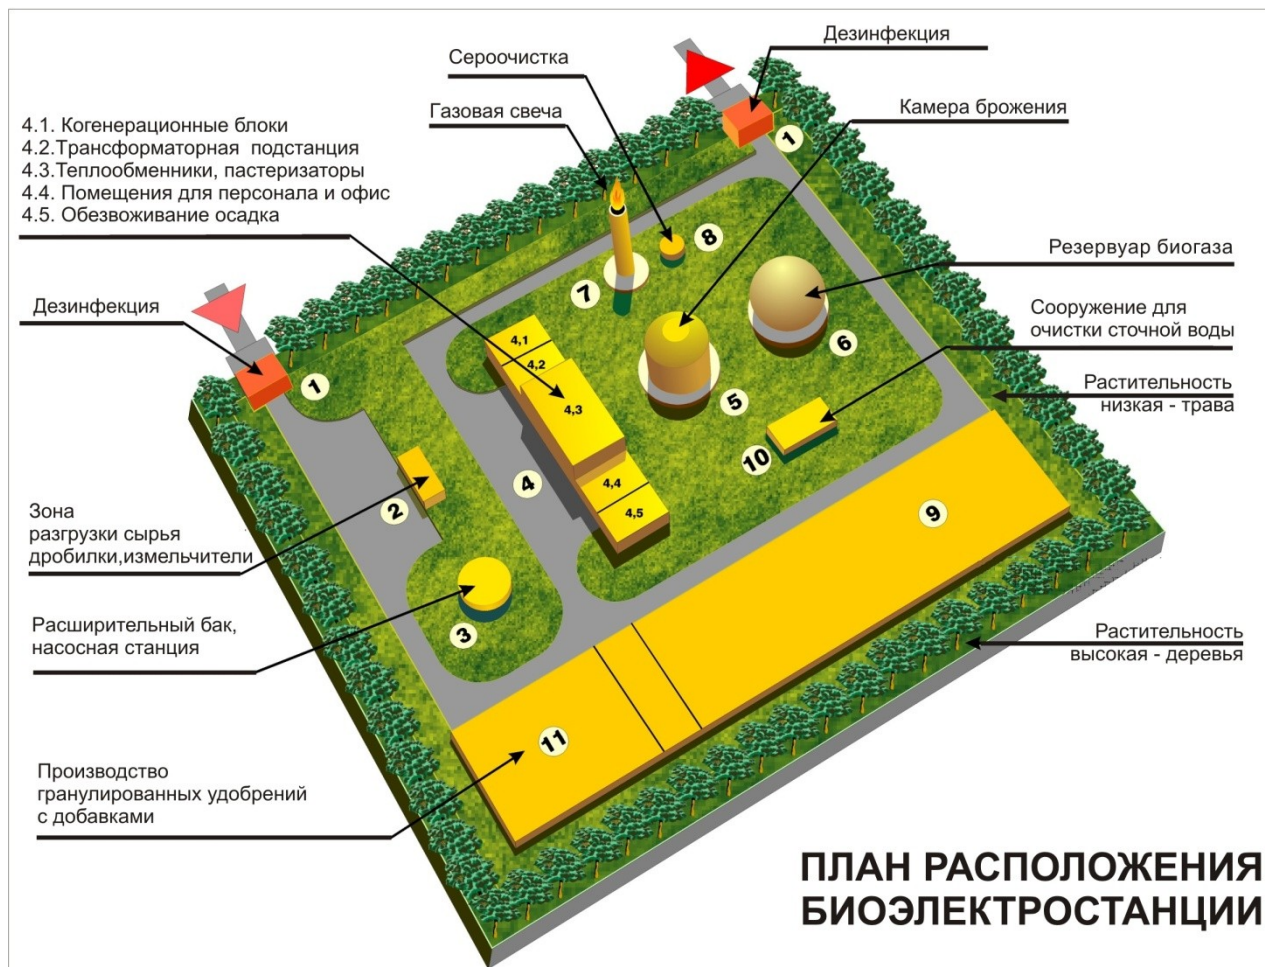 Дезинфекция
Сероочистка
Газовая свеча
Камера брожения
4.1. Когенерационные блоки
4.2.Трансформаторная подстанция
4.3.Теплообменники, пастеризаторы
4.4. Помещения для персонала и офис
4.5. Обезвоживание осадка
Резервуар биогаза
Дезинфекция
Сооружение для
очистки сточной воды
Растительность
низкая - трава
Зона
разгрузки сырья
дробилки,измельчители
Расширительный бак,
насосная станция
Растительность
высокая - деревья
Производство
гранулированных удобрений
с добавками
1
8
7
4,1
4,2
6
1
4,3
5
10
4
4,4
2
4,5
9
3
11
ПЛАН РАСПОЛОЖЕНИЯ
БИОЭЛЕКТРОСТАНЦИИ